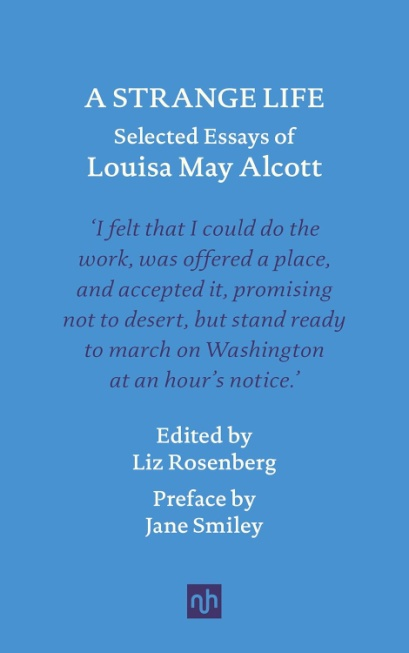 A STRANGE LIFE
Selected Essays of
Louisa May Alcott
‘I felt that I could do the
work, was offered a place,
and accepted it, promising
not to desert, but stand ready
to march on Washington
at an hour’s notice.’
Edited by
Liz Rosenberg
Preface by
Jane Smiley
nh